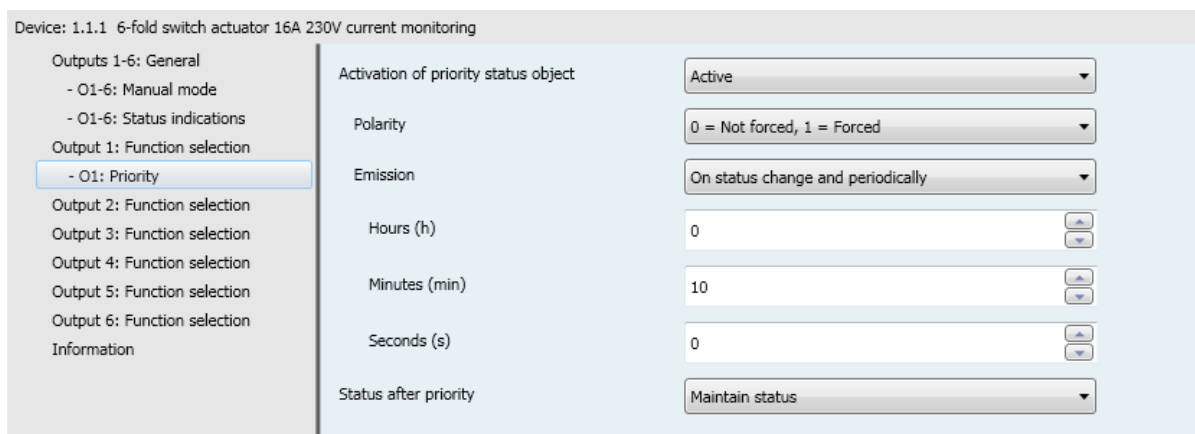 Device: 1.1.1 6-fold switch actuator 16A 230V current monitoring
Outputs 1-6: General
- O1-6: Manual mode
- O1-6: Status indications
Output 1: Function selection
- O1: Priority
Output 2: Function selection
Output 3: Function selection
Output 4: Function selection
Output 5: Function selection
Output 6: Function selection
Information
Activation of priority status object Active
Polarity 0 = Not forced, 1 = Forced
Emission On status change and periodically
Hours (h) 0
Minutes (min) 10
Seconds (s) 0
Status after priority Maintain status